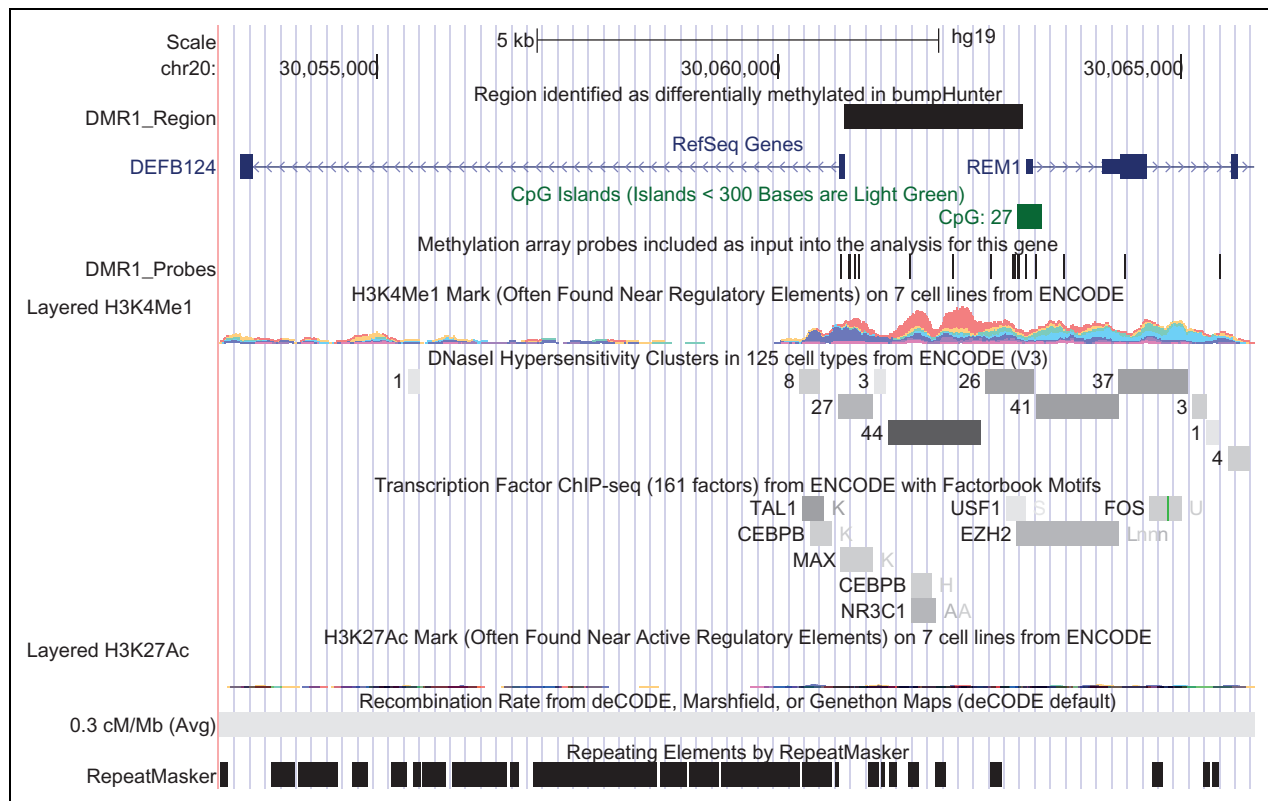 Scale 5 kb hg19
chr20: 30,055,000 30,060,000 30,065,000
Region identified as differentially methylated in bumpHunter
DMR1_Region
RefSeq Genes
DEFB124 REM1
CpG Islands (Islands < 300 Bases are Light Green)
CpG: 27
Methylation array probes included as input into the analysis for this gene
DMR1_Probes
H3K4Me1 Mark (Often Found Near Regulatory Elements) on 7 cell lines from ENCODE
Layered H3K4Me1
DNaseI Hypersensitivity Clusters in 125 cell types from ENCODE (V3)
1 8 3 26 37
27 41 3
44 1
4
Transcription Factor ChIP-seq (161 factors) from ENCODE with Factorbook Motifs
TAL1 K USF1 S FOS U
CEBPB K EZH2 Lnnn
MAX K
CEBPB H
NR3C1 AA
H3K27Ac Mark (Often Found Near Active Regulatory Elements) on 7 cell lines from ENCODE
Layered H3K27Ac
Recombination Rate from deCODE, Marshfield, or Genethon Maps (deCODE default)
0.3 cM/Mb (Avg)
Repeating Elements by RepeatMasker
RepeatMasker